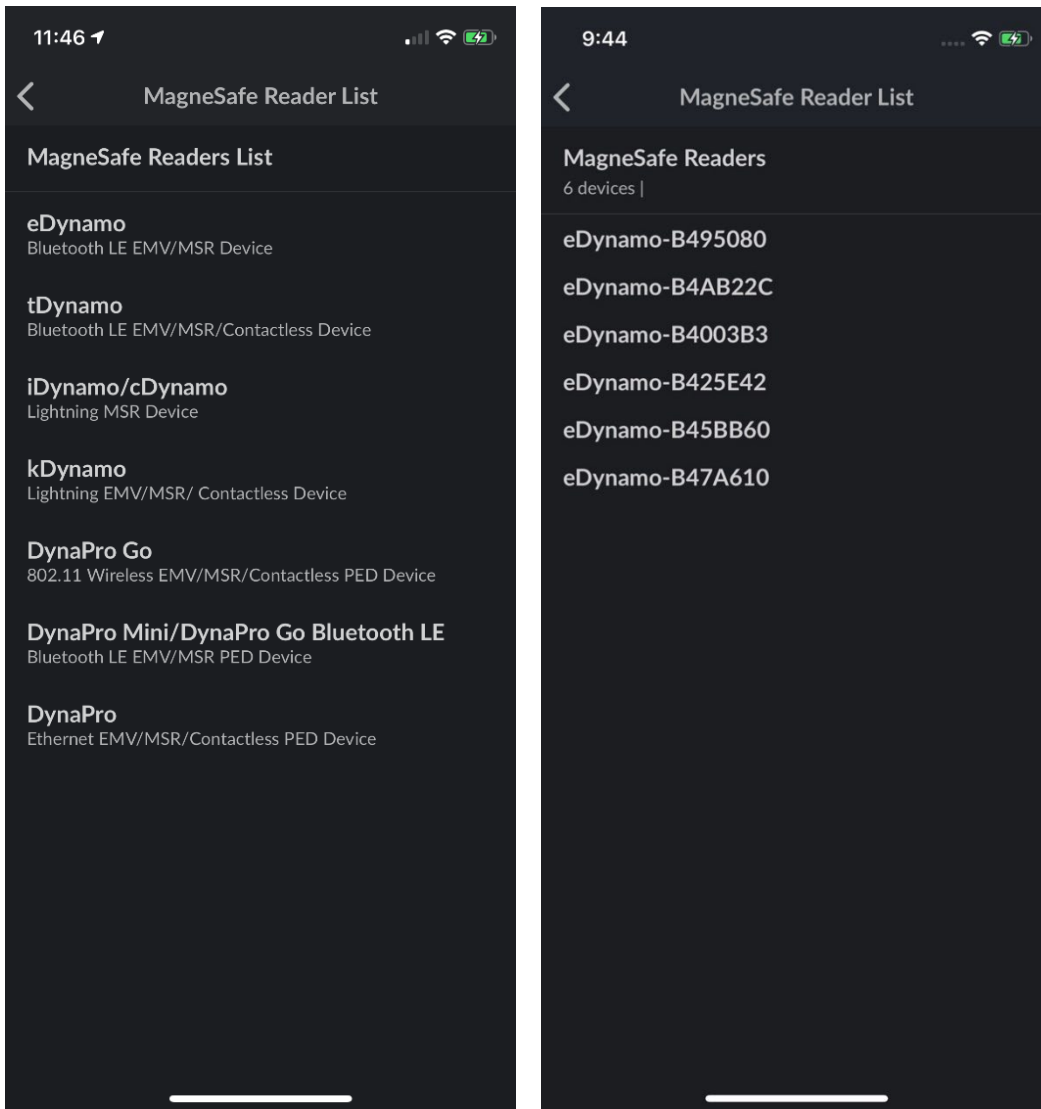 11:46
MagneSafe Reader List
MagneSafe Readers List
eDynamo
Bluetooth LE EMV/MSR Device
tDynamo
Bluetooth LE EMV/MSR/Contactless Device
iDynamo/cDynamo
Lightning MSR Device
kDynamo
Lightning EMV/MSR/ Contactless Device
DynaPro Go
802.11 Wireless EMV/MSR/Contactless PED Device
DynaPro Mini/DynaPro Go Bluetooth LE
Bluetooth LE EMV/MSR PED Device
DynaPro
Ethernet EMV/MSR/Contactless PED Device
9:44
MagneSafe Reader List
MagneSafe Readers
6 devices |
eDynamo-B495080
eDynamo-B4AB22C
eDynamo-B4003B3
eDynamo-B425E42
eDynamo-B45BB60
eDynamo-B47A610